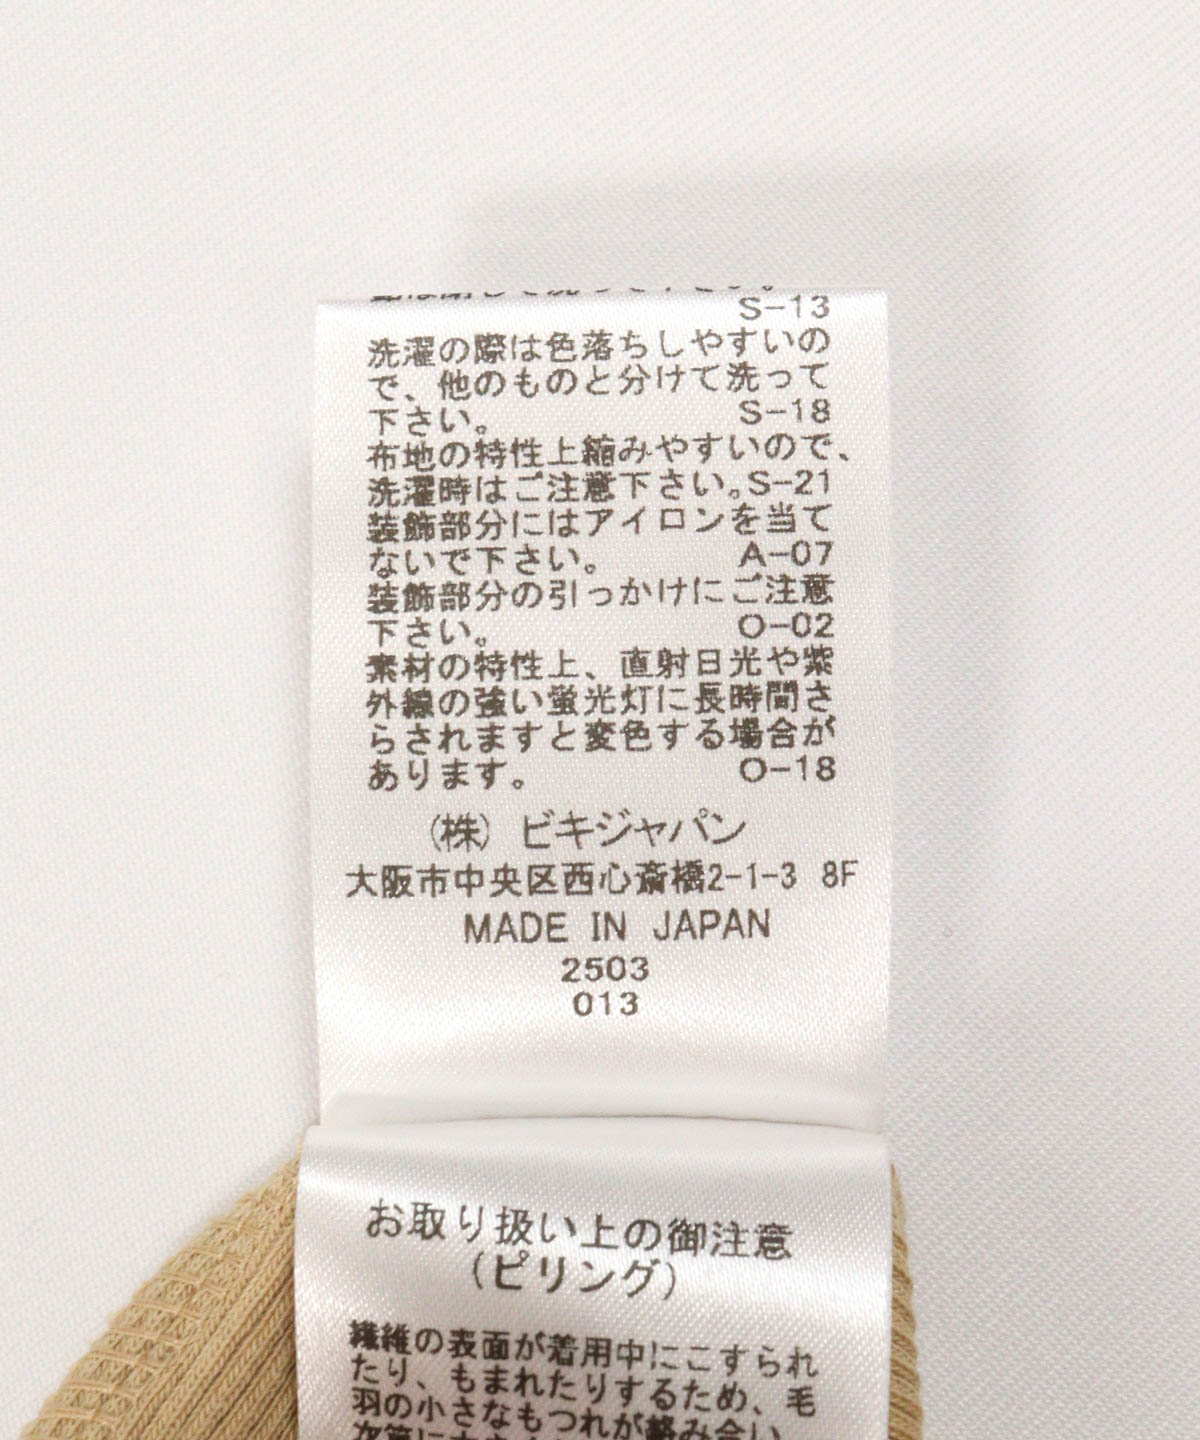 S-13
洗濯の際は色落ちしやすいの
で、他のものと分けて洗って
下さい。 S-18
布地の特性上縮みやすいので、
洗濯時はご注意下さい。S-21
装飾部分にはアイロンを当て
ないで下さい。 A-07
装飾部分の引っかけにご注意
下さい。 O-02
素材の特性上、直射日光や紫
外線の強い蛍光灯に長時間さ
らされますと変色する場合が
あります。 O-18
(株) ビキジャパン
大阪市中央区西心斎橋2-1-3 8F
MADE IN JAPAN
2503
013
お取り扱い上の御注意
(ピリング)
繊維の表面が着用中にこすられ
たり、もまれたりするため、毛
羽の小さなもつれが絡み合い、